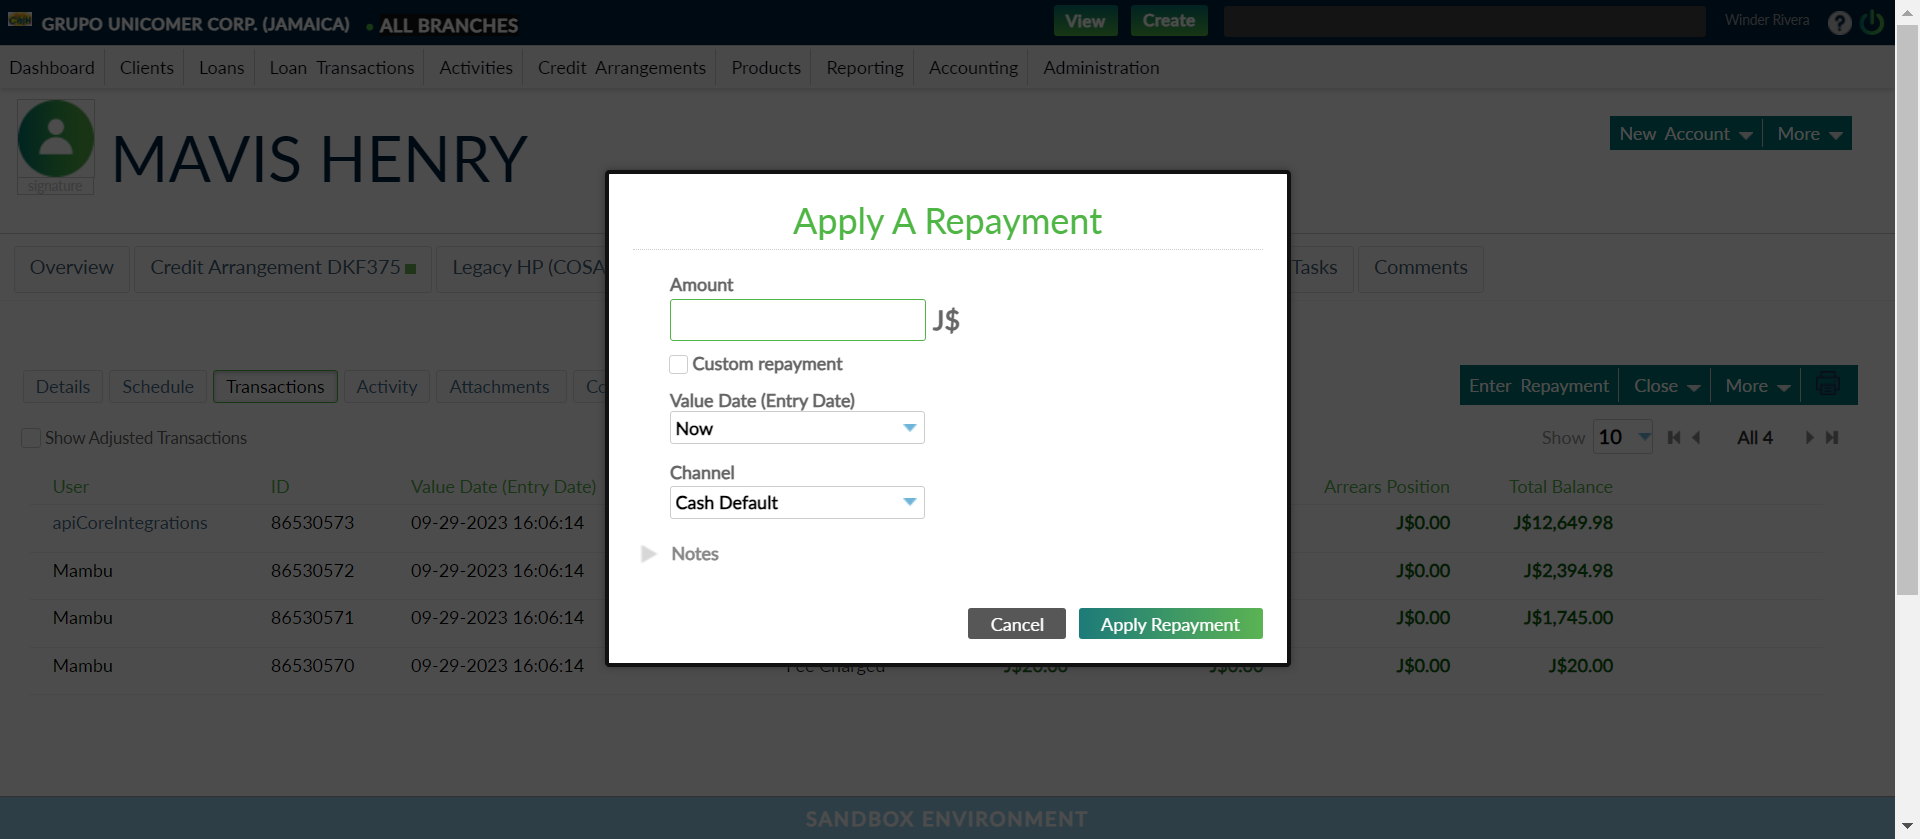 GRUPO UNICOMER CORP. (JAMAICA) ALL BRANCHES View Create Winder Rivera ?
Dashboard Clients Loans Loan Transactions Activities Credit Arrangements Products Reporting Accounting Administration
MAVIS HENRY
signature
New Account More
Apply A Repayment
Overview Credit Arrangement DKF375 Legacy HP (COSA Tasks Comments
Amount
J$
Custom repayment
Details Schedule Transactions Activity Attachments Enter Repayment Close More
Value Date (Entry Date)
Now
Show Adjusted Transactions Show 10 All 4
Channel
Cash Default
User ID Value Date (Entry Date) Arrears Position Total Balance
apiCoreIntegrations 86530573 09-29-2023 16:06:14 J$0.00 J$12,649.98
Notes
Mambu 86530572 09-29-2023 16:06:14 J$0.00 J$2,394.98
Mambu 86530571 09-29-2023 16:06:14 J$0.00 J$1,745.00
Cancel Apply Repayment
Mambu 86530570 09-29-2023 16:06:14 Fee Charged J$20.00 J$0.00 J$0.00 J$20.00
SANDBOX ENVIRONMENT